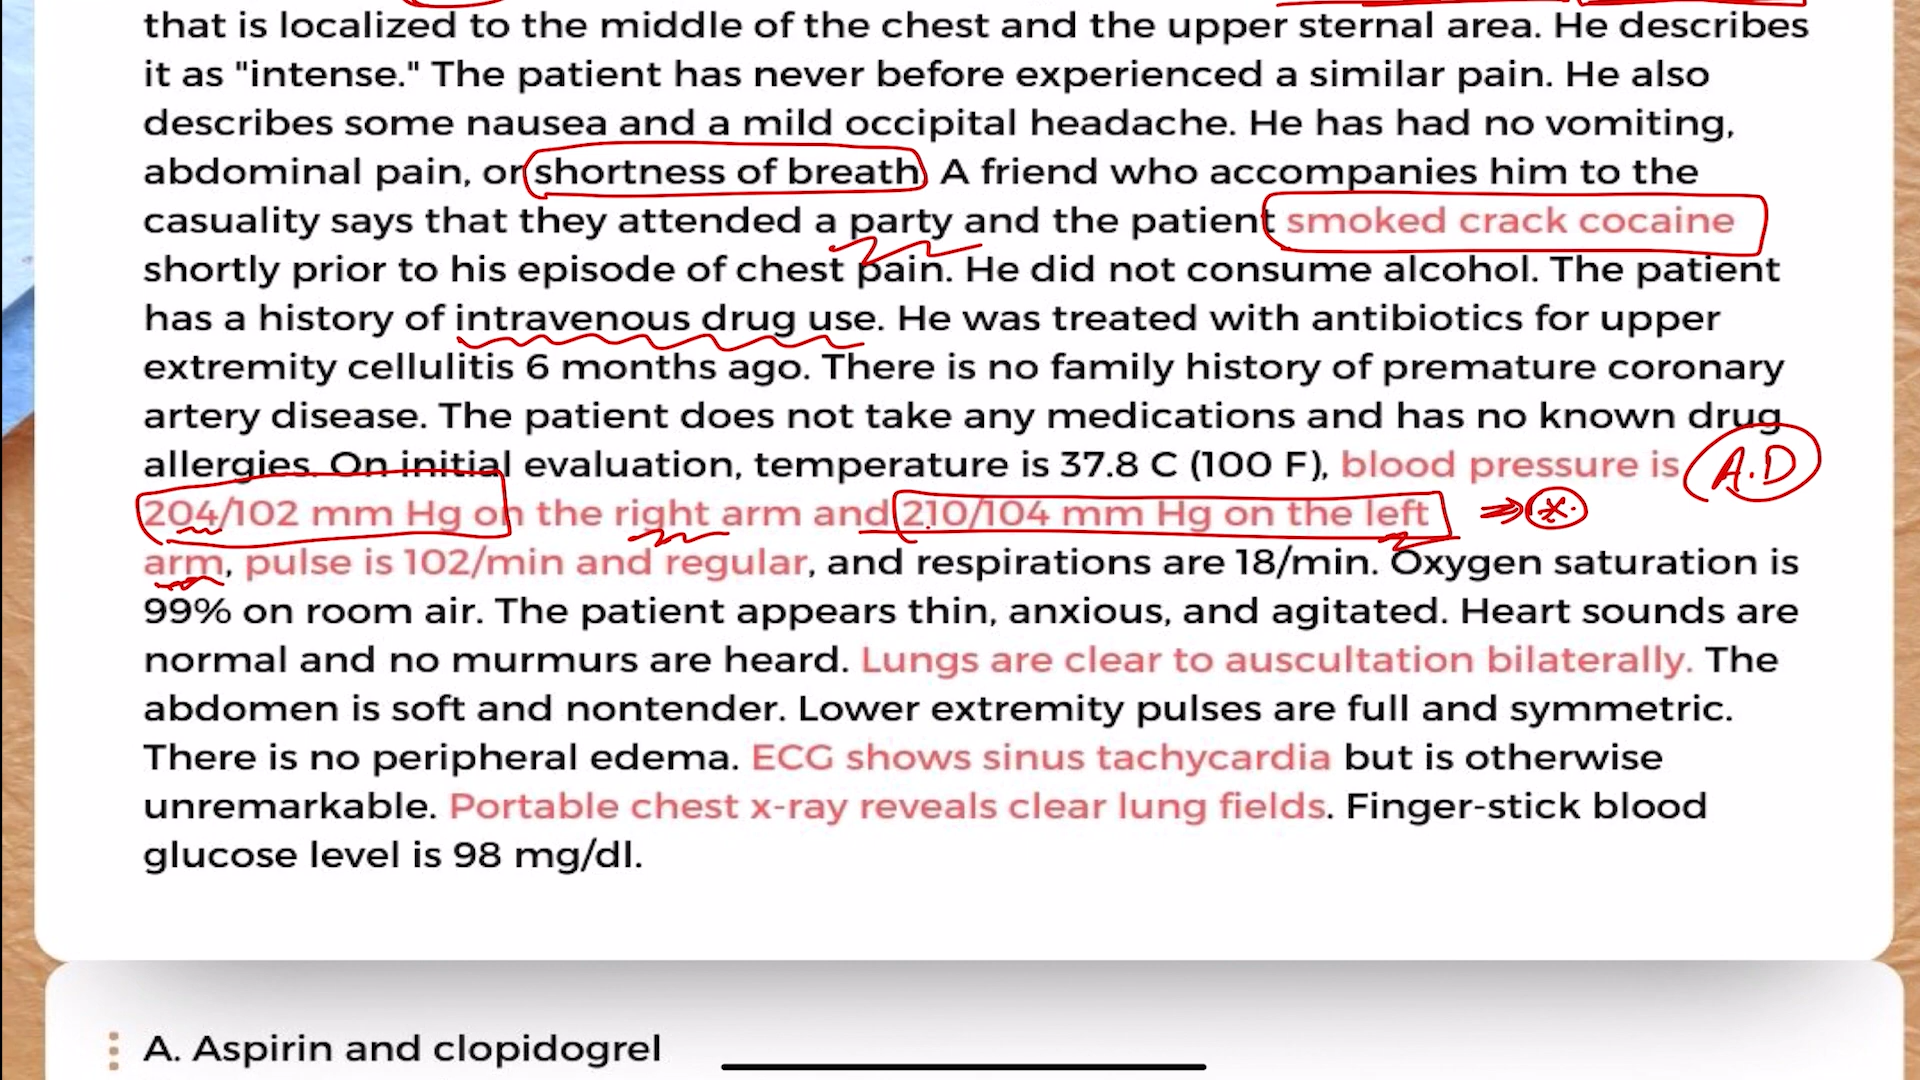 that is localized to the middle of the chest and the upper sternal area. He describes
it as "intense." The patient has never before experienced a similar pain. He also
describes some nausea and a mild occipital headache. He has had no vomiting,
abdominal pain, or shortness of breath. A friend who accompanies him to the
casuality says that they attended a party and the patient smoked crack cocaine
shortly prior to his episode of chest pain. He did not consume alcohol. The patient
has a history of intravenous drug use. He was treated with antibiotics for upper
extremity cellulitis 6 months ago. There is no family history of premature coronary
artery disease. The patient does not take any medications and has no known drug
allergies. On initial evaluation, temperature is 37.8 C (100 F), blood pressure is A.D
204/102 mm Hg on the right arm and 210/104 mm Hg on the left
arm, pulse is 102/min and regular, and respirations are 18/min. Oxygen saturation is
99% on room air. The patient appears thin, anxious, and agitated. Heart sounds are
normal and no murmurs are heard. Lungs are clear to auscultation bilaterally. The
abdomen is soft and nontender. Lower extremity pulses are full and symmetric.
There is no peripheral edema. ECG shows sinus tachycardia but is otherwise
unremarkable. Portable chest x-ray reveals clear lung fields. Finger-stick blood
glucose level is 98 mg/dl.
A. Aspirin and clopidogrel